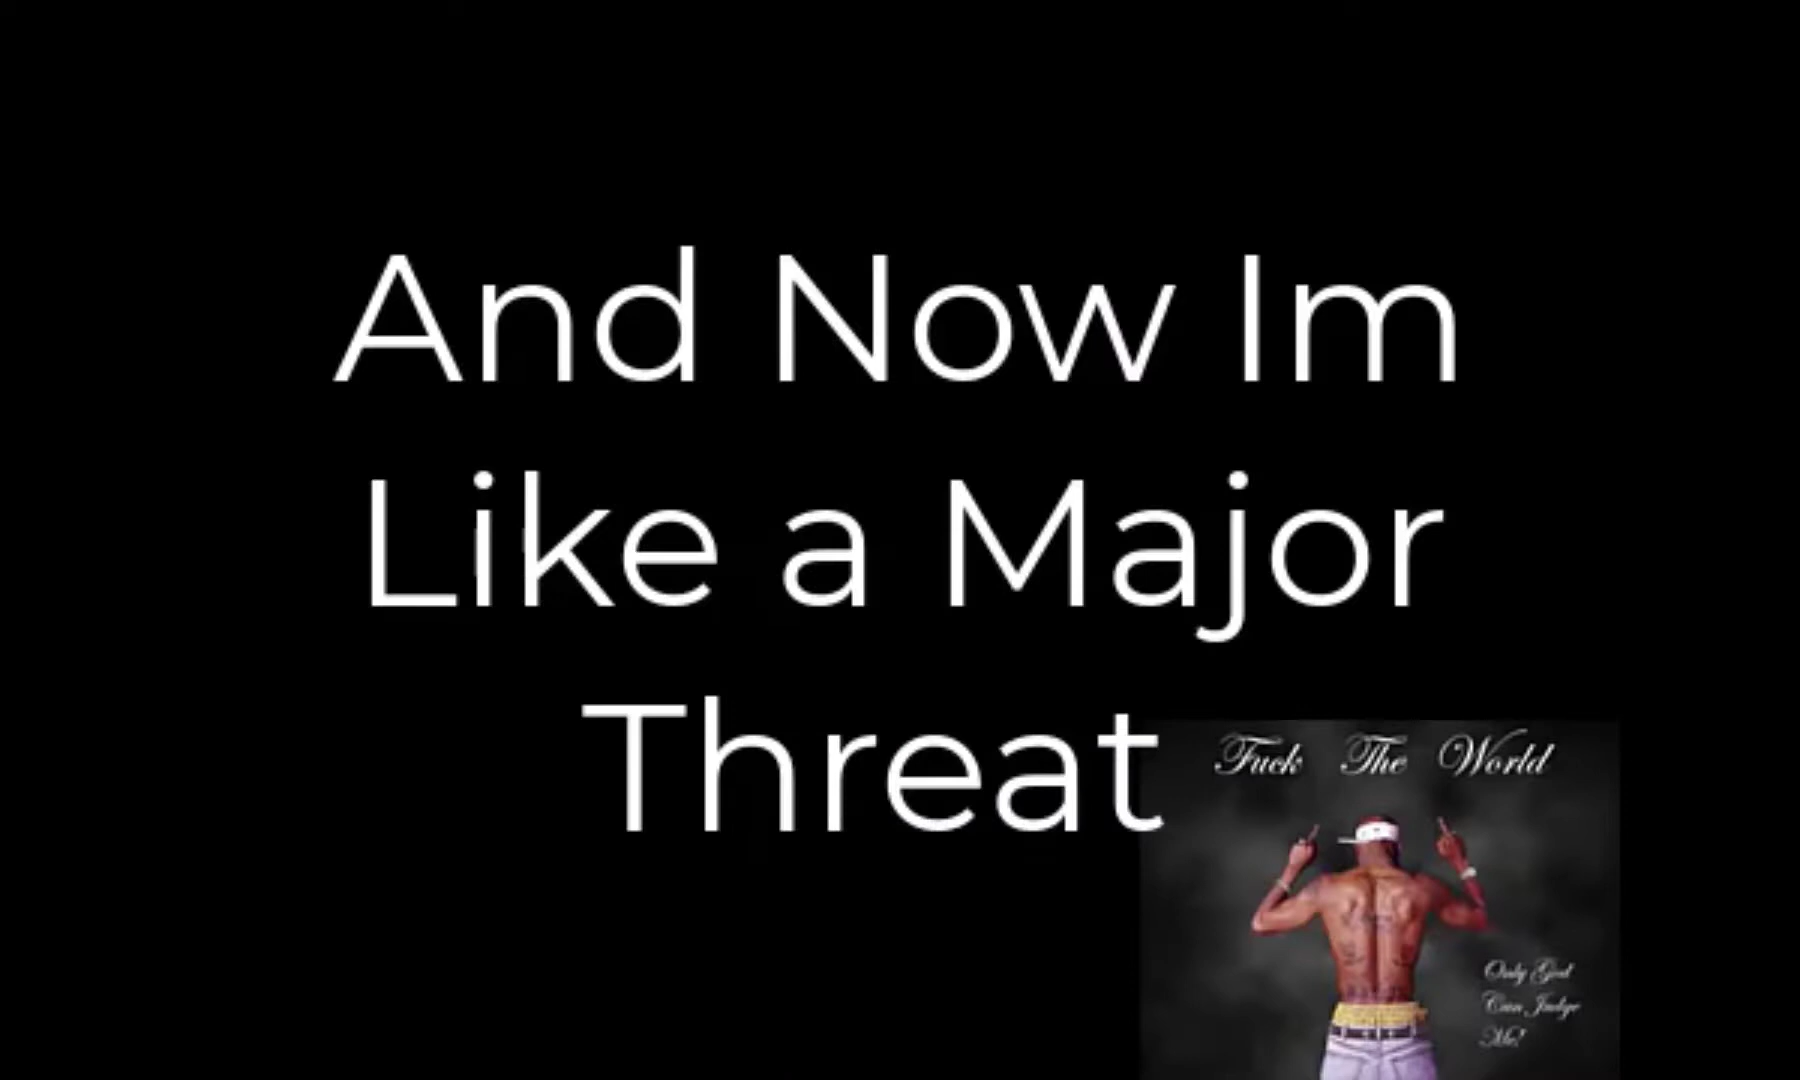 And Now Im
Like a Major
Threat
Fuck The World
Only God
Can Judge
Me!